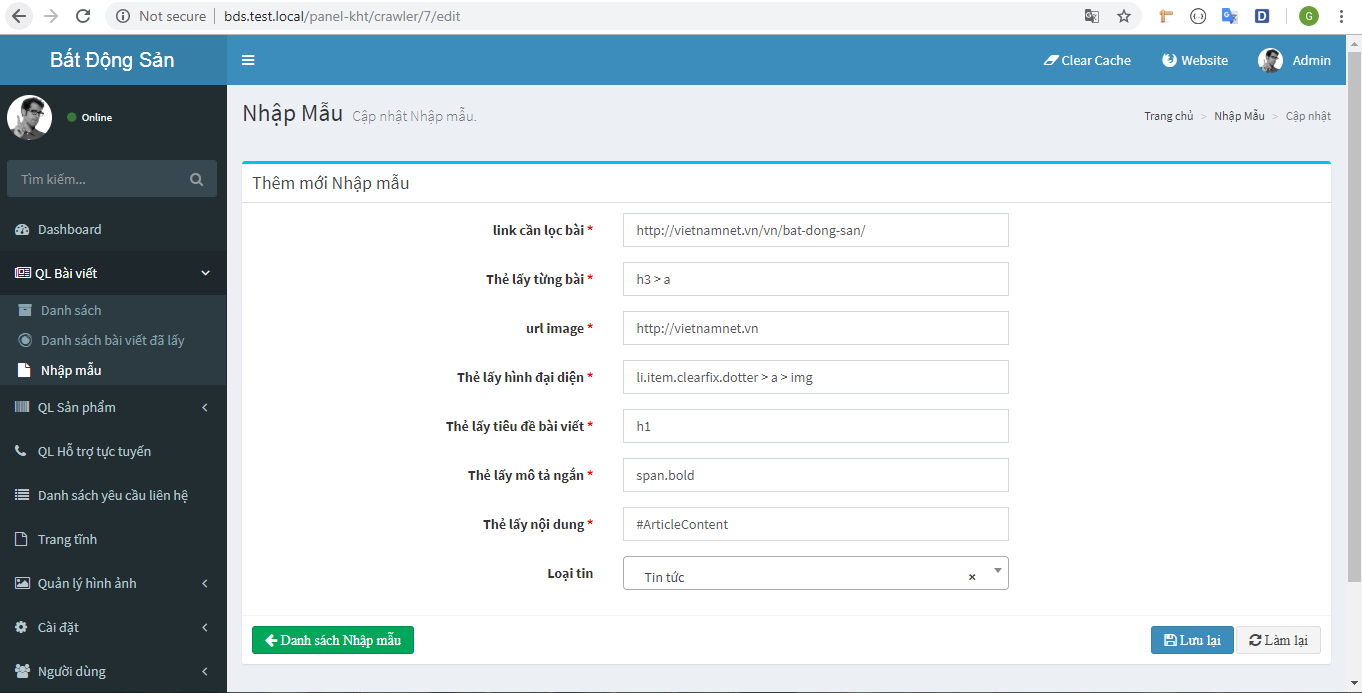 Not secure | bds.test.local/panel-kht/crawler/7/edit
G
Bất Động Sản
Clear Cache
Website
Admin
Online
Tìm kiếm...
Dashboard
QL Bài viết
Danh sách
Danh sách bài viết đã lấy
Nhập mẫu
QL Sản phẩm
QL Hỗ trợ tực tuyến
Danh sách yêu cầu liên hệ
Trang tĩnh
Quản lý hình ảnh
Cài đặt
Người dùng
Nhập Mẫu Cập nhật Nhập mẫu.
Trang chủ > Nhập Mẫu > Cập nhật
Thêm mới Nhập mẫu
link cần lọc bài * http://vietnamnet.vn/vn/bat-dong-san/
Thẻ lấy từng bài * h3 > a
url image * http://vietnamnet.vn
Thẻ lấy hình đại diện * li.item.clearfix.dotter > a > img
Thẻ lấy tiêu đề bài viết * h1
Thẻ lấy mô tả ngắn * span.bold
Thẻ lấy nội dung * #ArticleContent
Loại tin Tin tức ×
Danh sách Nhập mẫu
Lưu lại
Làm lại